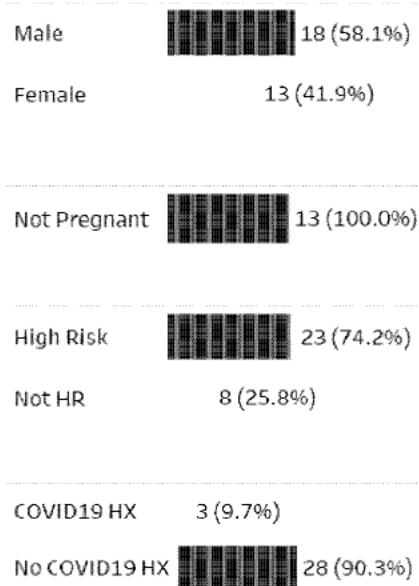 Male 18 (58.1%)
Female 13 (41.9%)
Not Pregnant 13 (100.0%)
High Risk 23 (74.2%)
Not HR 8 (25.8%)
COVID19 HX 3 (9.7%)
No COVID19 HX 28 (90.3%)